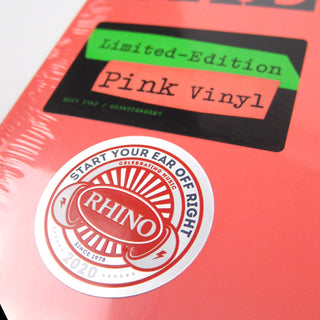 Limited-Edition
Pink Vinyl
START YOUR EAR OFF RIGHT
CELEBRATING MUSIC
RHINO
SINCE 1978
2020